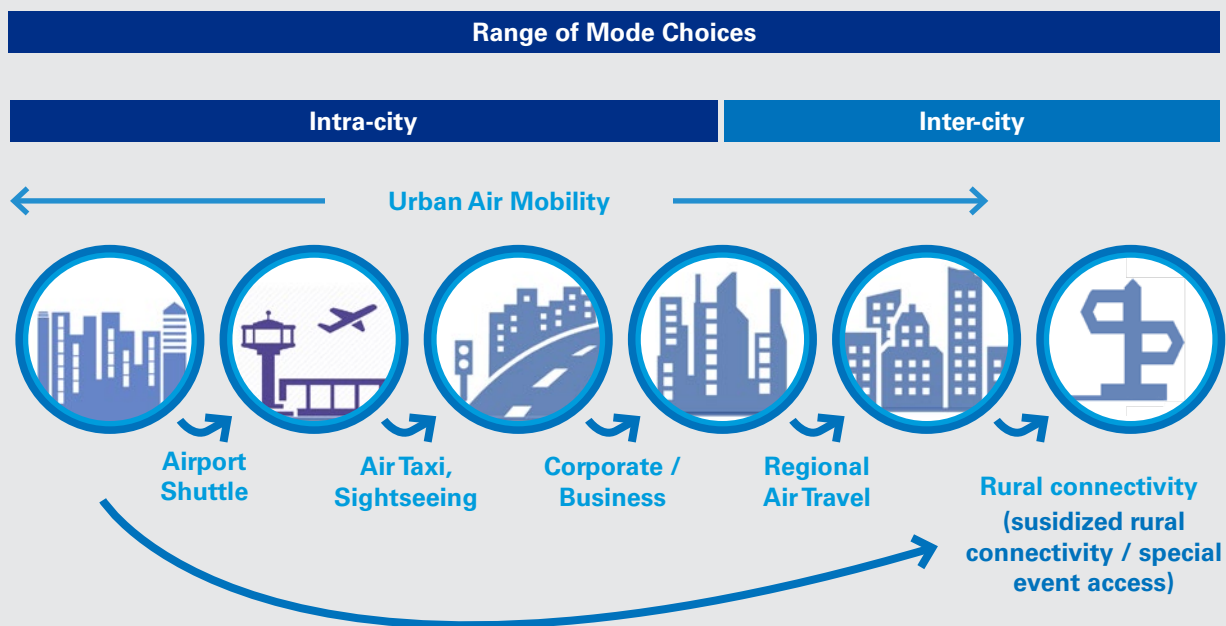 Range of Mode Choices
Intra-city
Inter-city
Urban Air Mobility
Airport
Shuttle
Air Taxi,
Sightseeing
Corporate /
Business
Regional
Air Travel
Rural connectivity
(susidized rural
connectivity / special
event access)